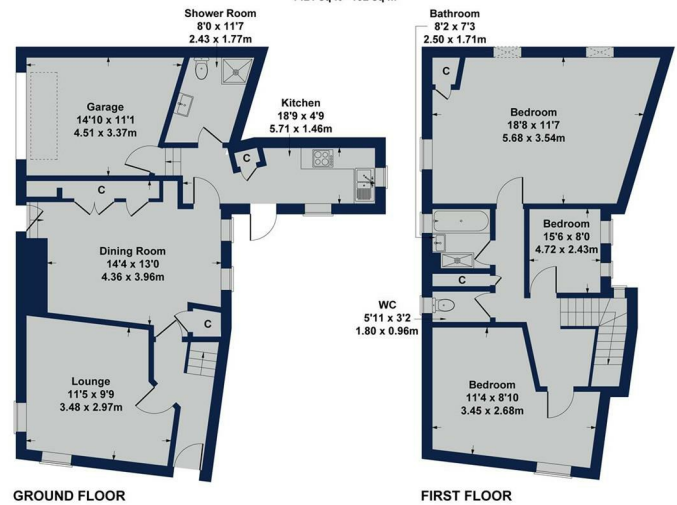 Shower Room
8'0 x 11'7
2.43 x 1.77m
Bathroom
8'2 x 7'3
2.50 x 1.71m
Garage
14'10 x 11'1
4.51 x 3.37m
Kitchen
18'9 x 4'9
5.71 x 1.46m
C
C
Bedroom
18'8 x 11'7
5.68 x 3.54m
C
C
Dining Room
14'4 x 13'0
4.36 x 3.96m
Bedroom
15'6 x 8'0
4.72 x 2.43m
C
WC
5'11 x 3'2
1.80 x 0.96m
C
Lounge
11'5 x 9'9
3.48 x 2.97m
Bedroom
11'4 x 8'10
3.45 x 2.68m
GROUND FLOOR
FIRST FLOOR